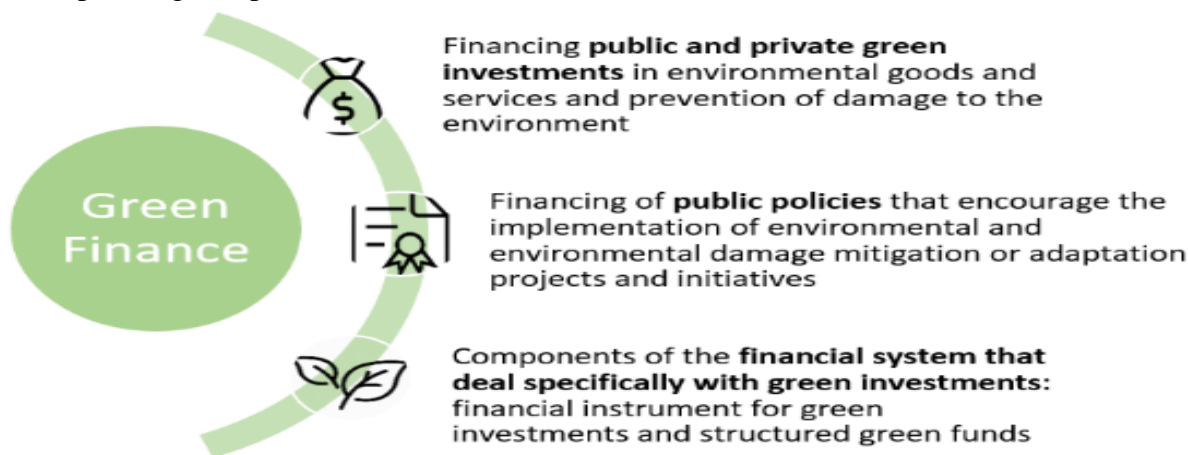 Green
Finance
Financing public and private green
investments in environmental goods and
services and prevention of damage to the
environment
$
Financing of public policies that encourage the
implementation of environmental and
environmental damage mitigation or adaptation
projects and initiatives
Components of the financial system that
deal specifically with green investments:
financial instrument for green
investments and structured green funds